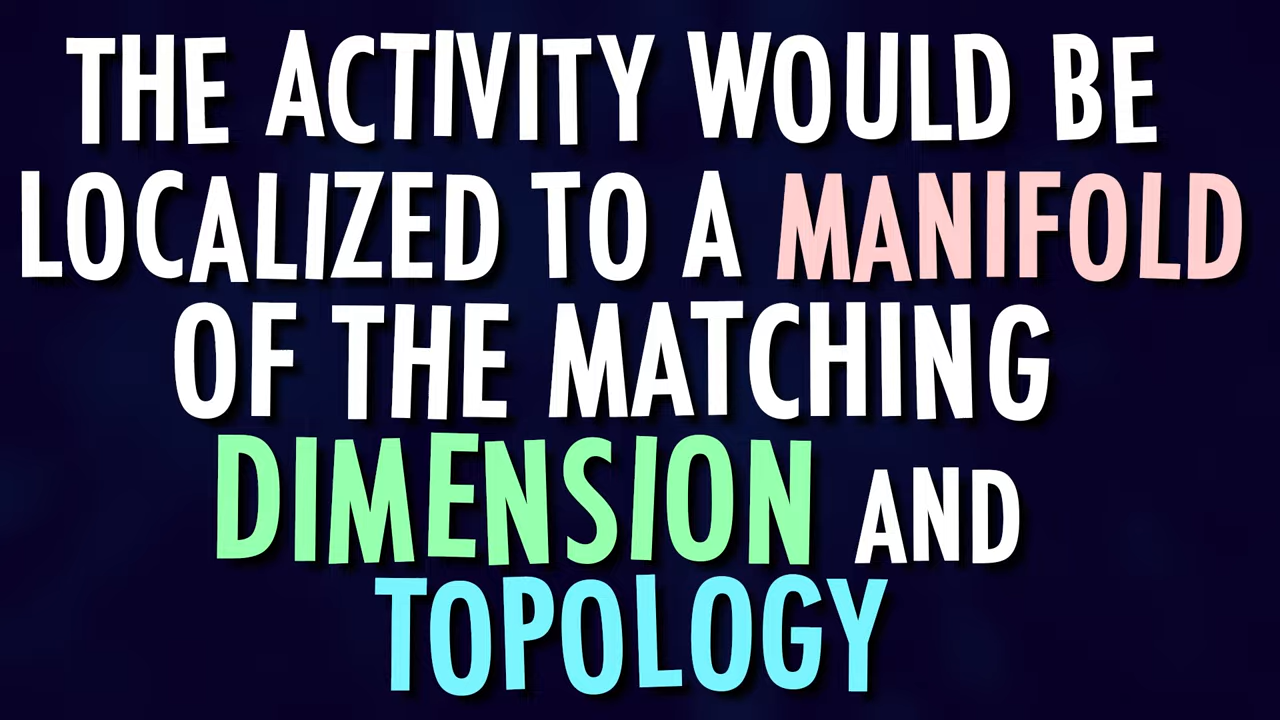 THE ACTIVITY WOULD BE
LOCALIZED TO A MANIFOLD
OF THE MATCHING
DIMENSION AND
TOPOLOGY